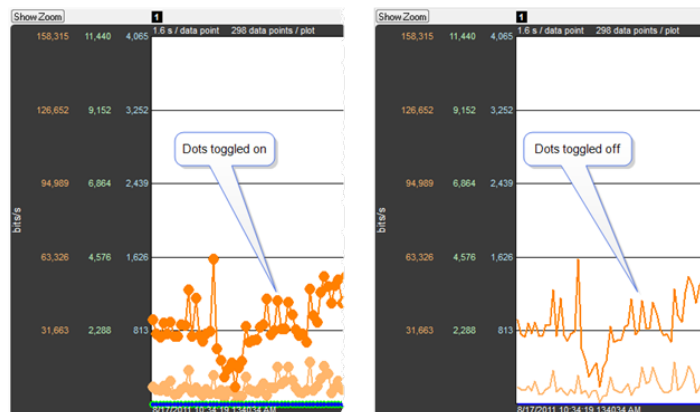 Show Zoom
1
1.6 s / data point 298 data points / plot
158,315 11,440 4,065
126,652 9,152 3,252
Dots toggled on
94,989 6,864 2,439
bits/s
63,326 4,576 1,626
31,663 2,288 813
8/17/2011 10:34:19.134034 AM
Show Zoom
1
1.6 s / data point 298 data points / plot
158,315 11,440 4,065
126,652 9,152 3,252
Dots toggled off
94,989 6,864 2,439
bits/s
63,326 4,576 1,626
31,663 2,288 813
8/17/2011 10:34:19.134034 AM